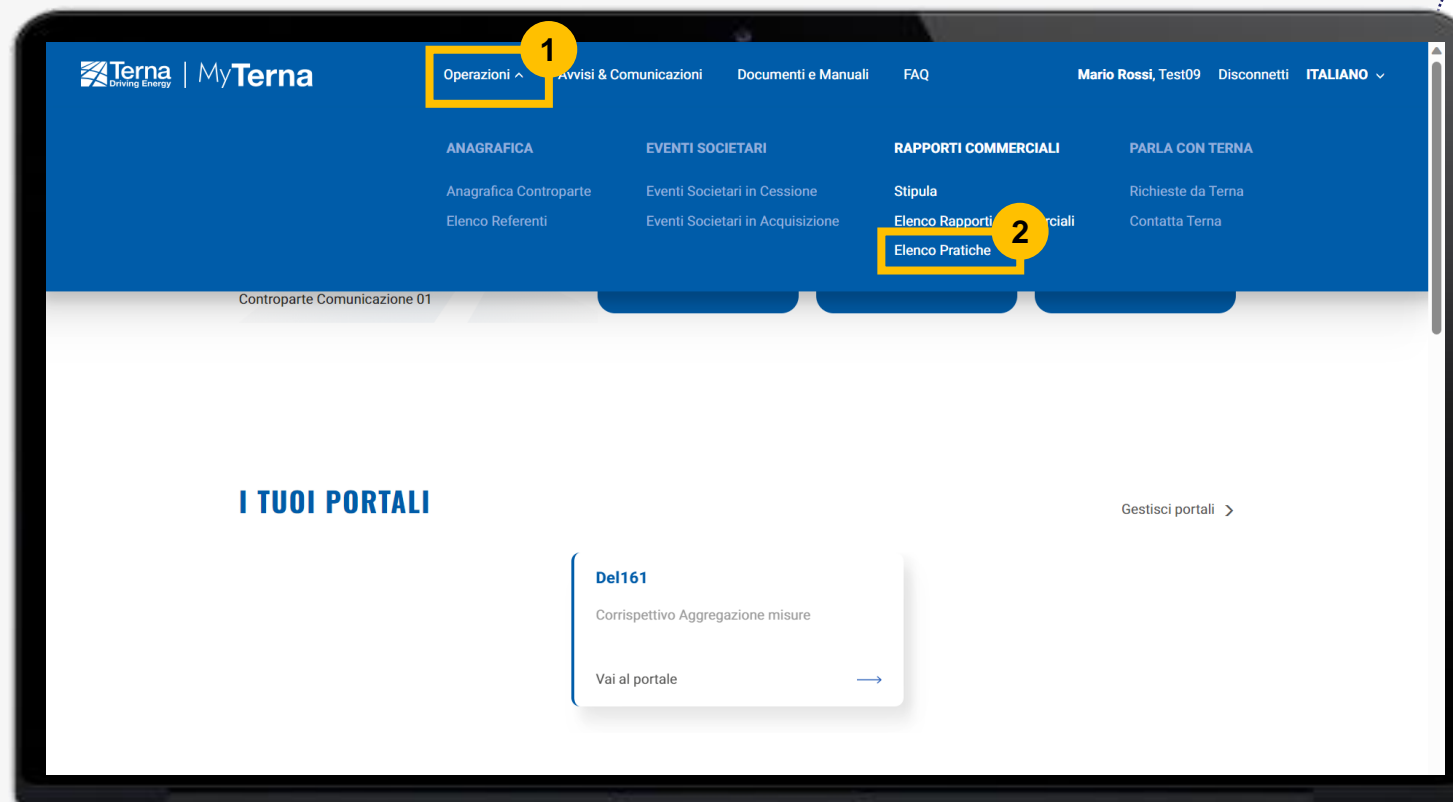 1
Terna
Driving Energy
MyTerna
Operazioni
Avvisi & Comunicazioni
Documenti e Manuali
FAQ
Mario Rossi, Test09
Disconnetti
ITALIANO
ANAGRAFICA
Anagrafica Controparte
Elenco Referenti
EVENTI SOCIETARI
Eventi Societari in Cessione
Eventi Societari in Acquisizione
RAPPORTI COMMERCIALI
Stipula
Elenco Rapporti
2
Elenco Pratiche
PARLA CON TERNA
Richieste da Terna
Contatta Terna
Controparte Comunicazione 01
I TUOI PORTALI
Gestisci portali
Del161
Corrispettivo Aggregazione misure
Vai al portale